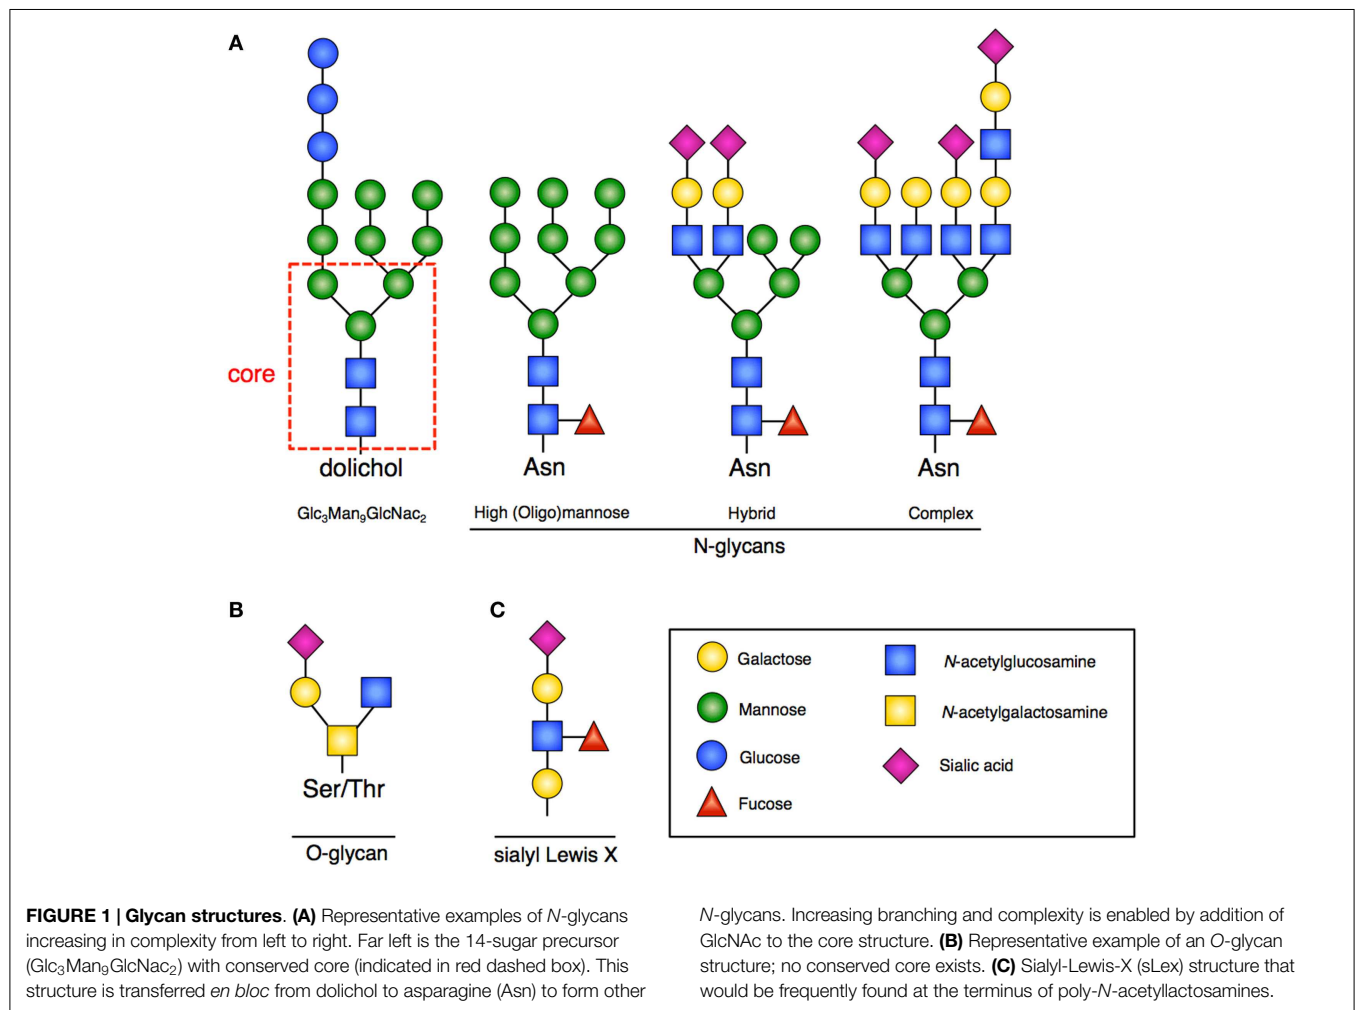 A
core
dolichol
Asn
Asn
Asn
Glc₃Man₉GlcNac₂
High (Oligo)mannose
Hybrid
Complex
N-glycans
B
C
Ser/Thr
O-glycan
sialyl Lewis X
Galactose
Mannose
Glucose
Fucose
N-acetylglucosamine
N-acetylgalactosamine
Sialic acid
FIGURE 1 | Glycan structures. (A) Representative examples of N-glycans
increasing in complexity from left to right. Far left is the 14-sugar precursor
(Glc₃Man₉GlcNac₂) with conserved core (indicated in red dashed box). This
structure is transferred en bloc from dolichol to asparagine (Asn) to form other
N-glycans. Increasing branching and complexity is enabled by addition of
GlcNAc to the core structure. (B) Representative example of an O-glycan
structure; no conserved core exists. (C) Sialyl-Lewis-X (sLex) structure that
would be frequently found at the terminus of poly-N-acetyllactosamines.